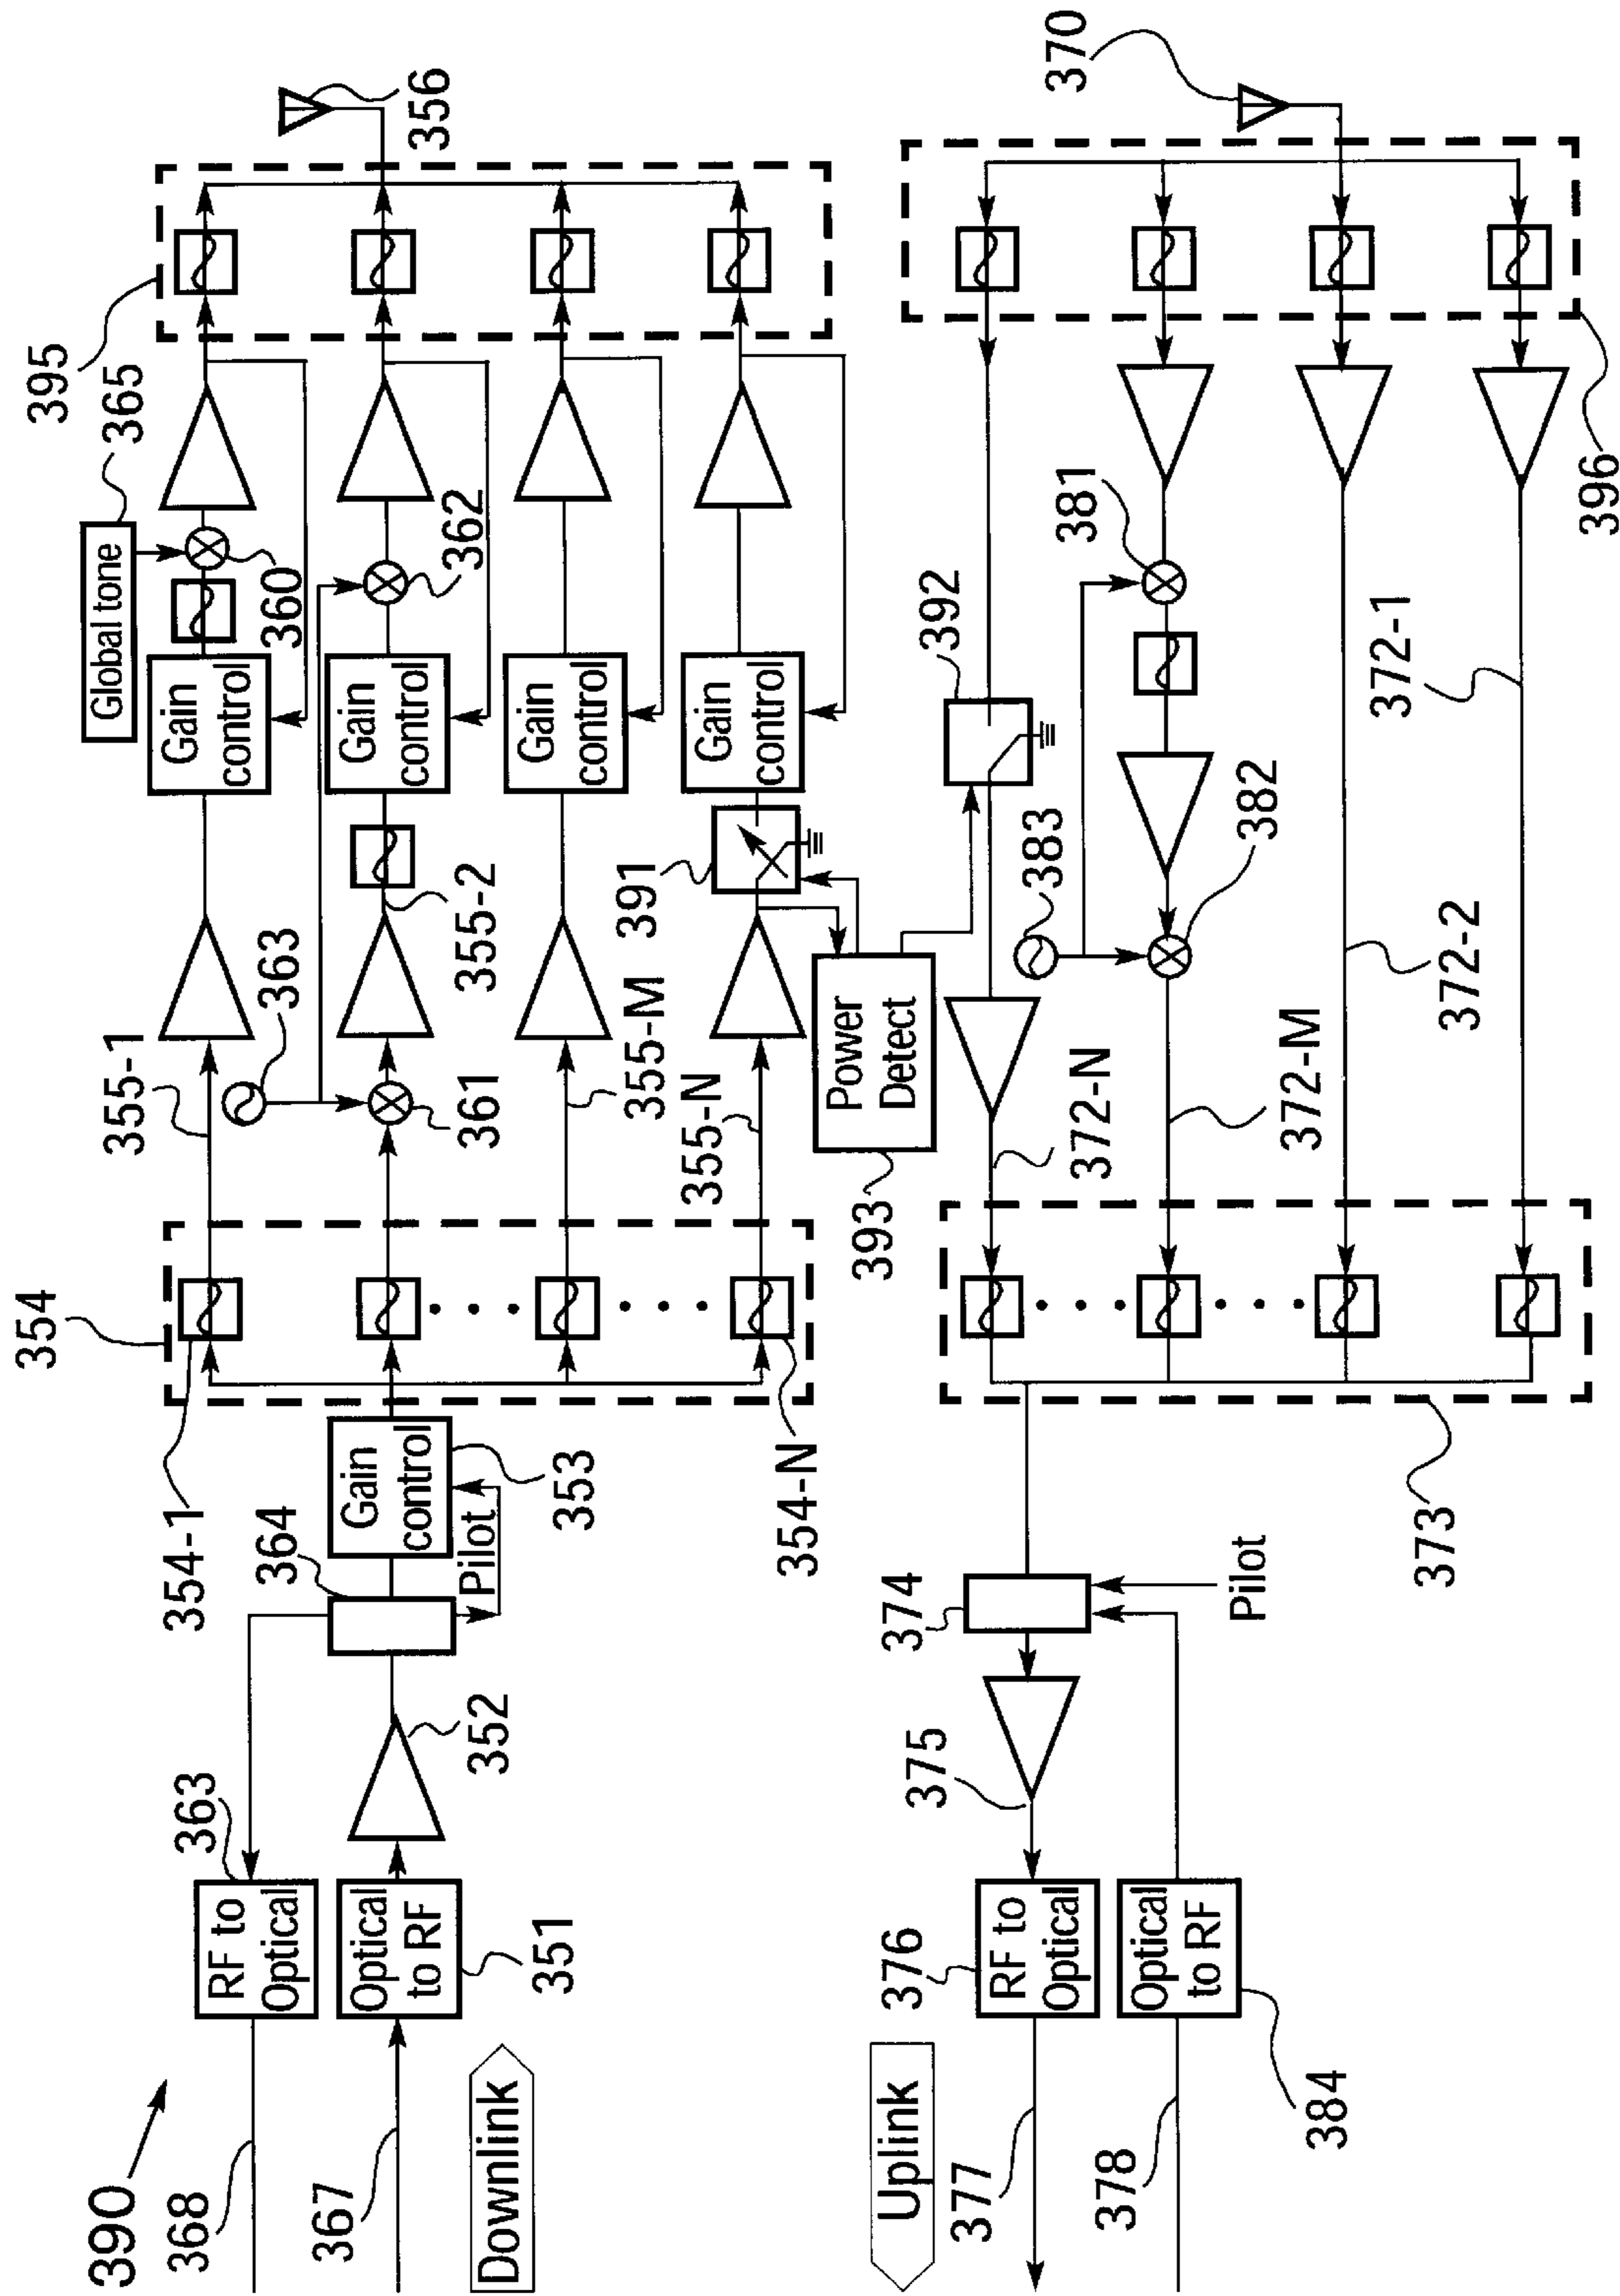 390
368
363
RF to
Optical
367
Optical
to RF
351
Downlink
352
364
Pilot
Gain
control
353
354
354-1
354-N
355-1
363
361
355-2
355-M
355-N
391
Power
Detect
393
Gain
control
Gain
control
Gain
control
Gain
control
Global tone
365
360
362
395
356
Uplink
377
376
RF to
Optical
378
Optical
to RF
384
375
374
Pilot
373
372-N
372-M
372-2
372-1
383
382
381
392
396
370